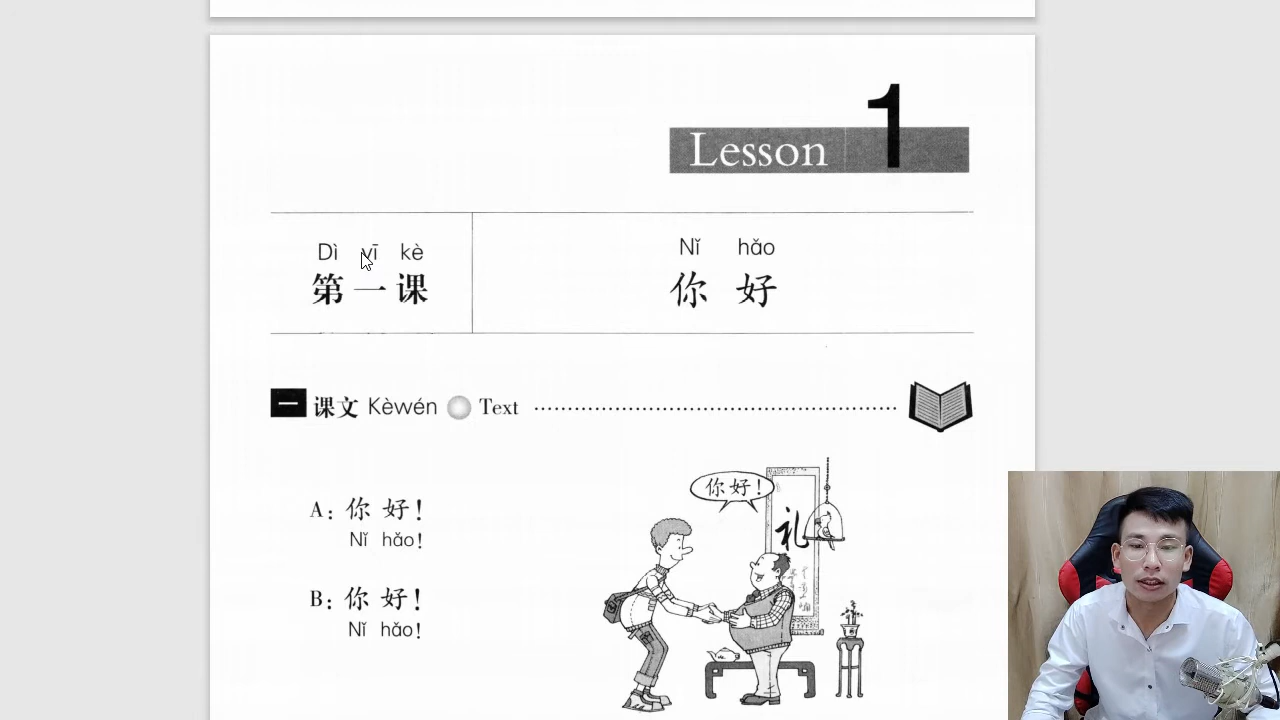 Lesson 1
Dì yī kè
第一课
Nǐ hǎo
你好
一 课文 Kèwén Text
A: 你好!
Nǐ hǎo!
B: 你好!
Nǐ hǎo!
你好!
礼